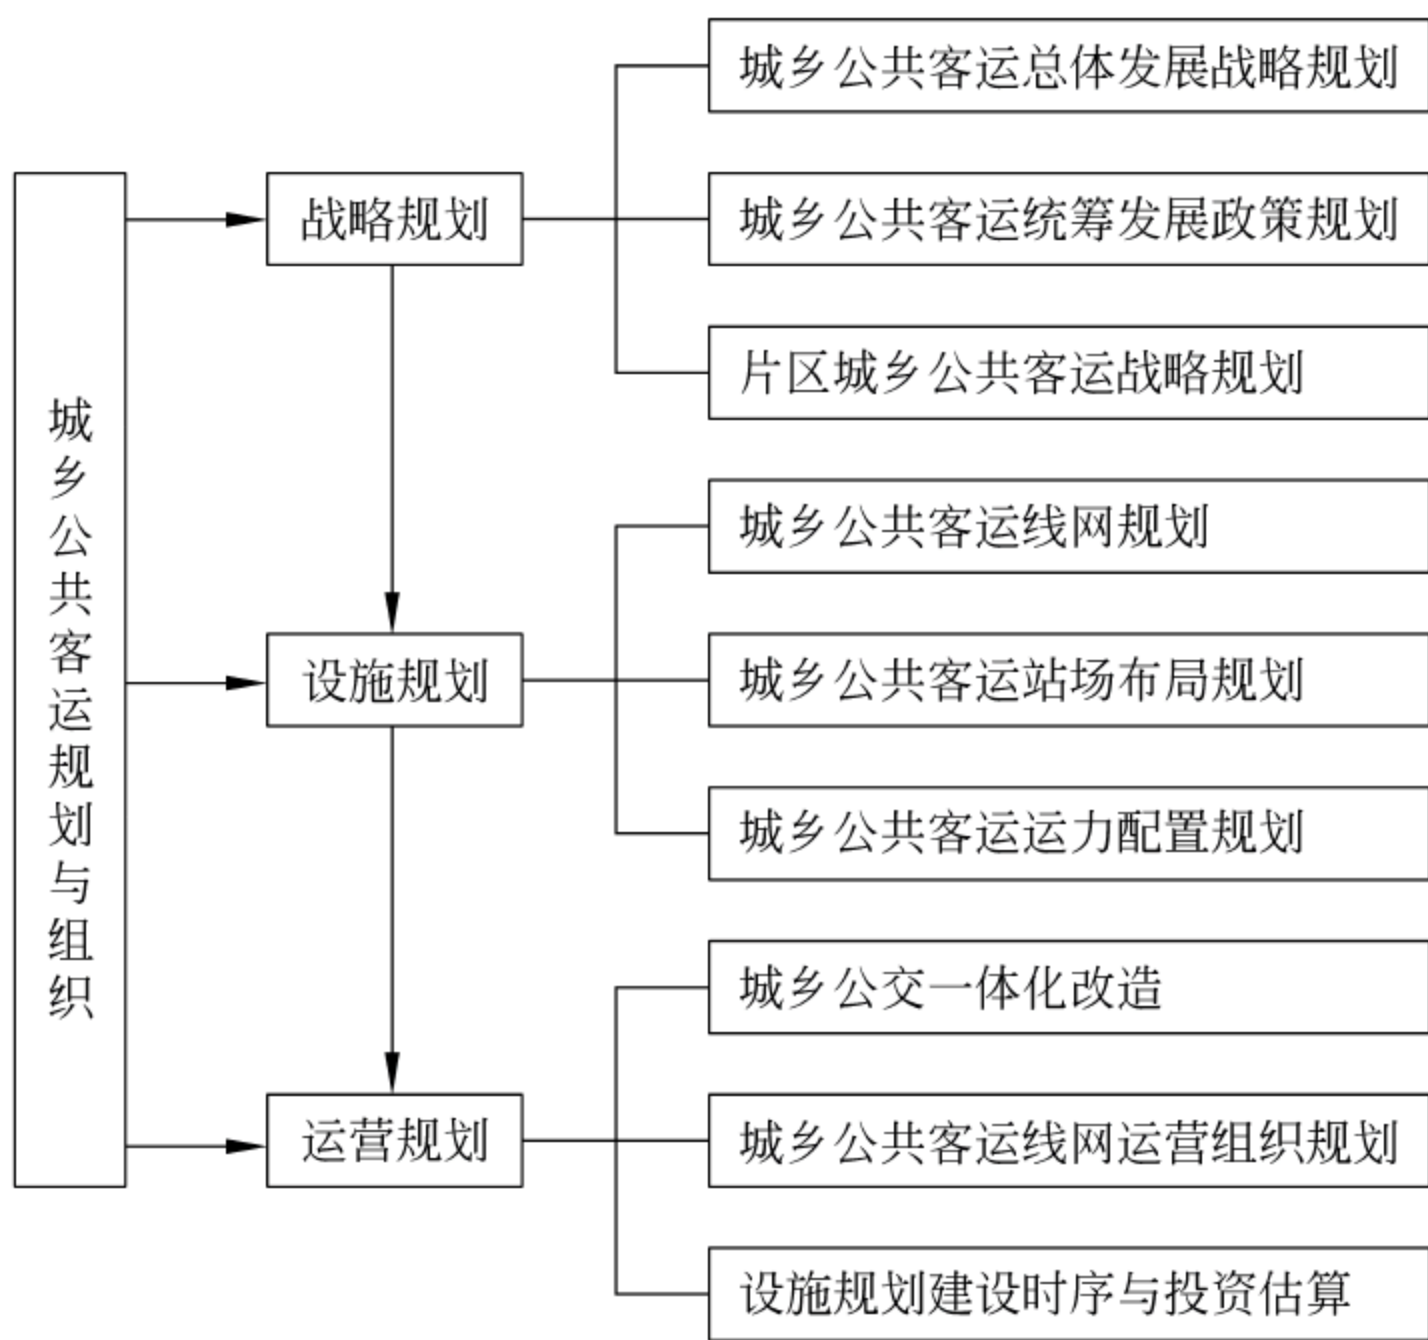 城乡公共客运规划与组织
战略规划
城乡公共客运总体发展战略规划
城乡公共客运统筹发展政策规划
片区城乡公共客运战略规划
设施规划
城乡公共客运线网规划
城乡公共客运站场布局规划
城乡公共客运运力配置规划
运营规划
城乡公交一体化改造
城乡公共客运线网运营组织规划
设施规划建设时序与投资估算